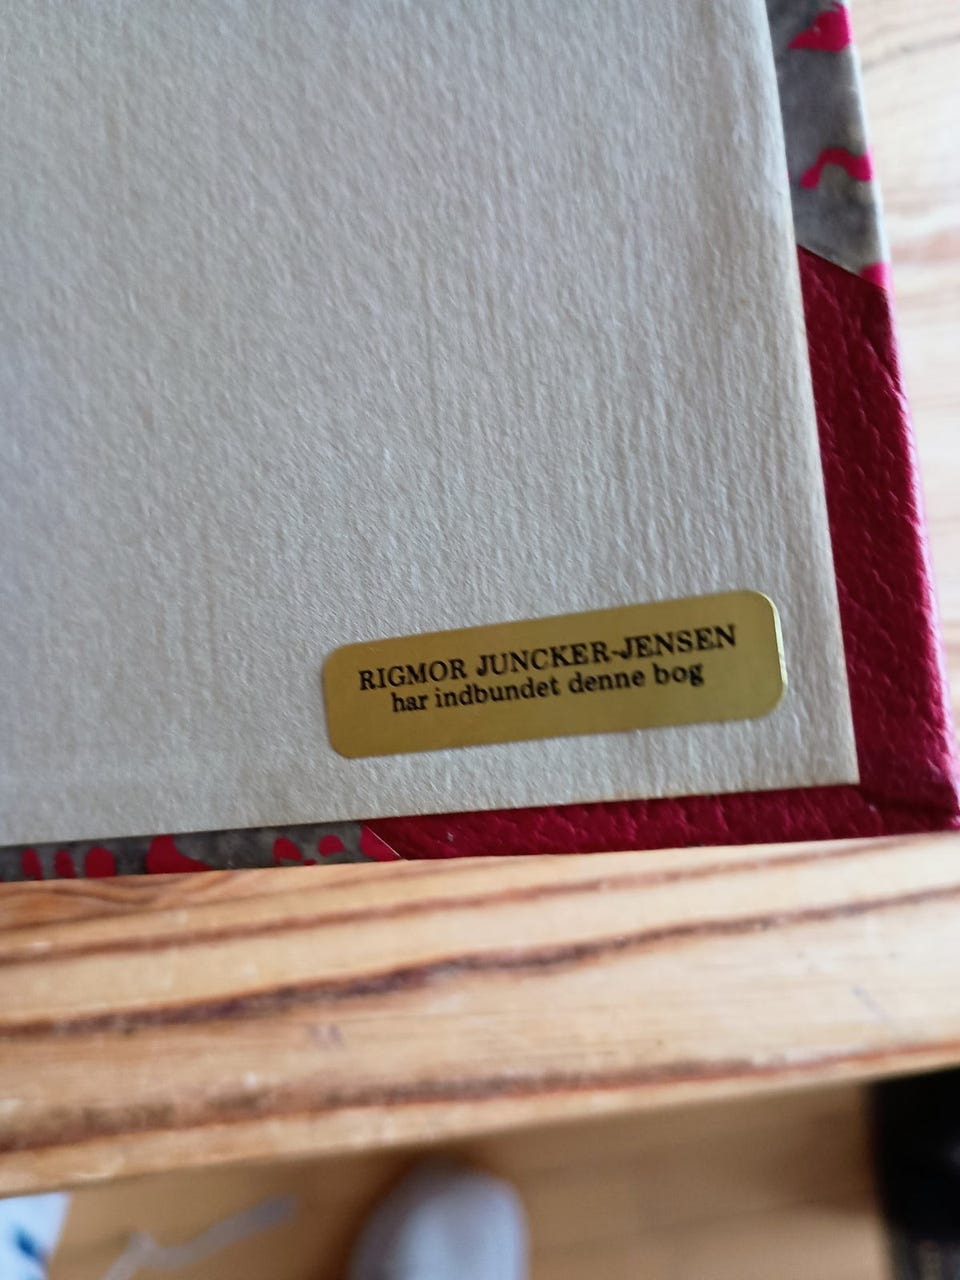 RIGMOR JUNCKER-JENSEN
har indbundet denne bog